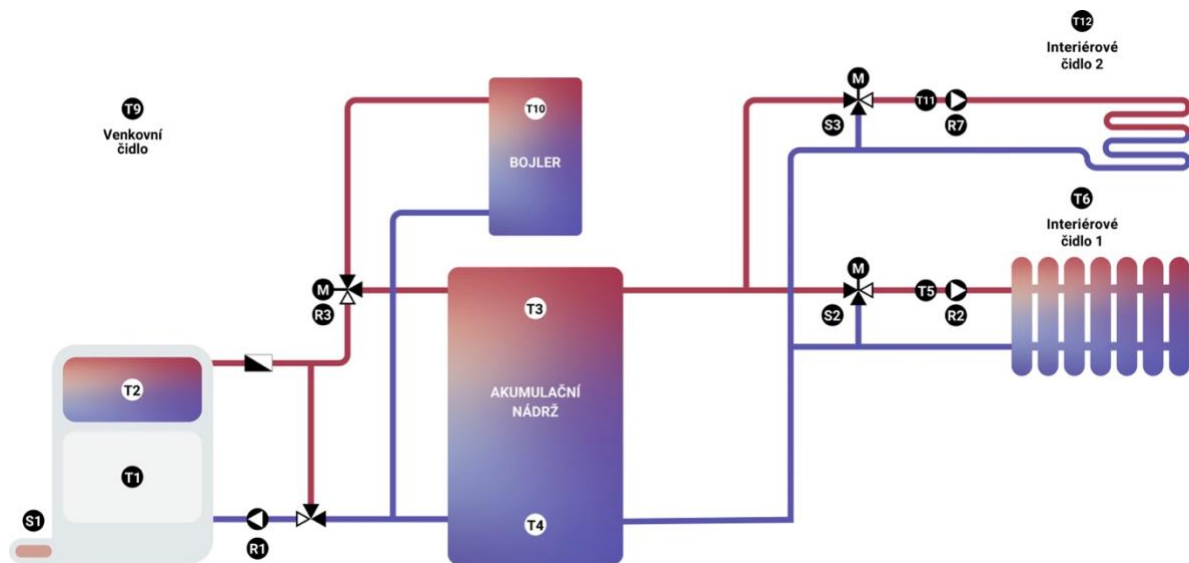 T12
Interiérové
čidlo 2
M
T9
T10
T11
Venkovní
čidlo
S3
R7
BOJLER
T6
Interiérové
čidlo 1
M
M
T3
T5
R3
S2
R2
T2
AKUMULAČNÍ
NÁDRŽ
T1
S1
T4
R1